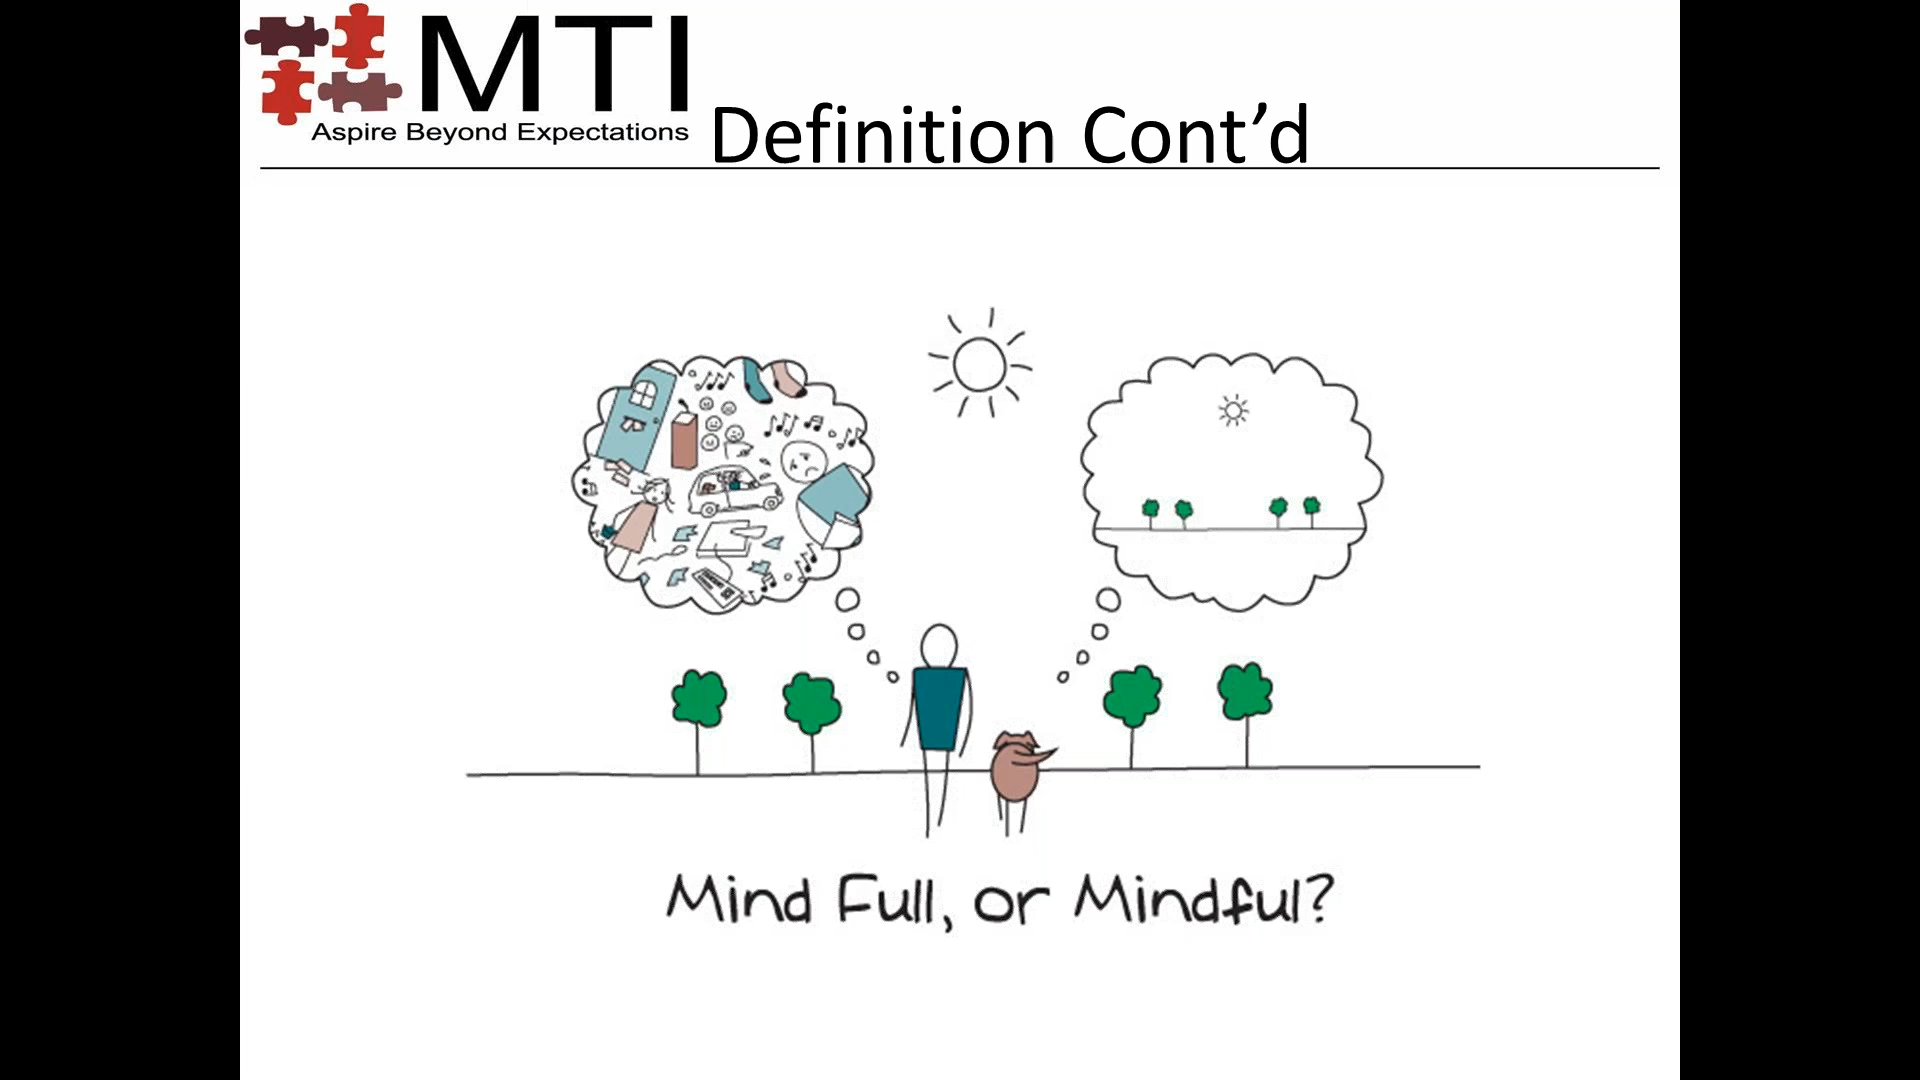 MTI
Aspire Beyond Expectations
Definition Cont’d
Mind Full, or Mindful?